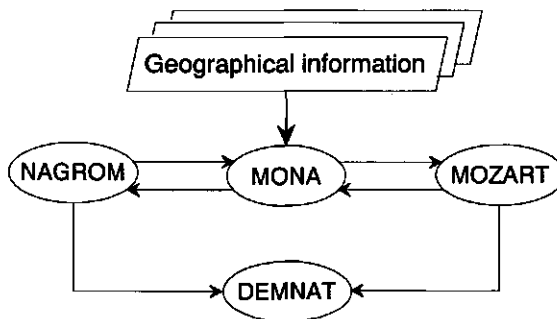 Geographical information
NAGROM
MONA
MOZART
DEMNAT